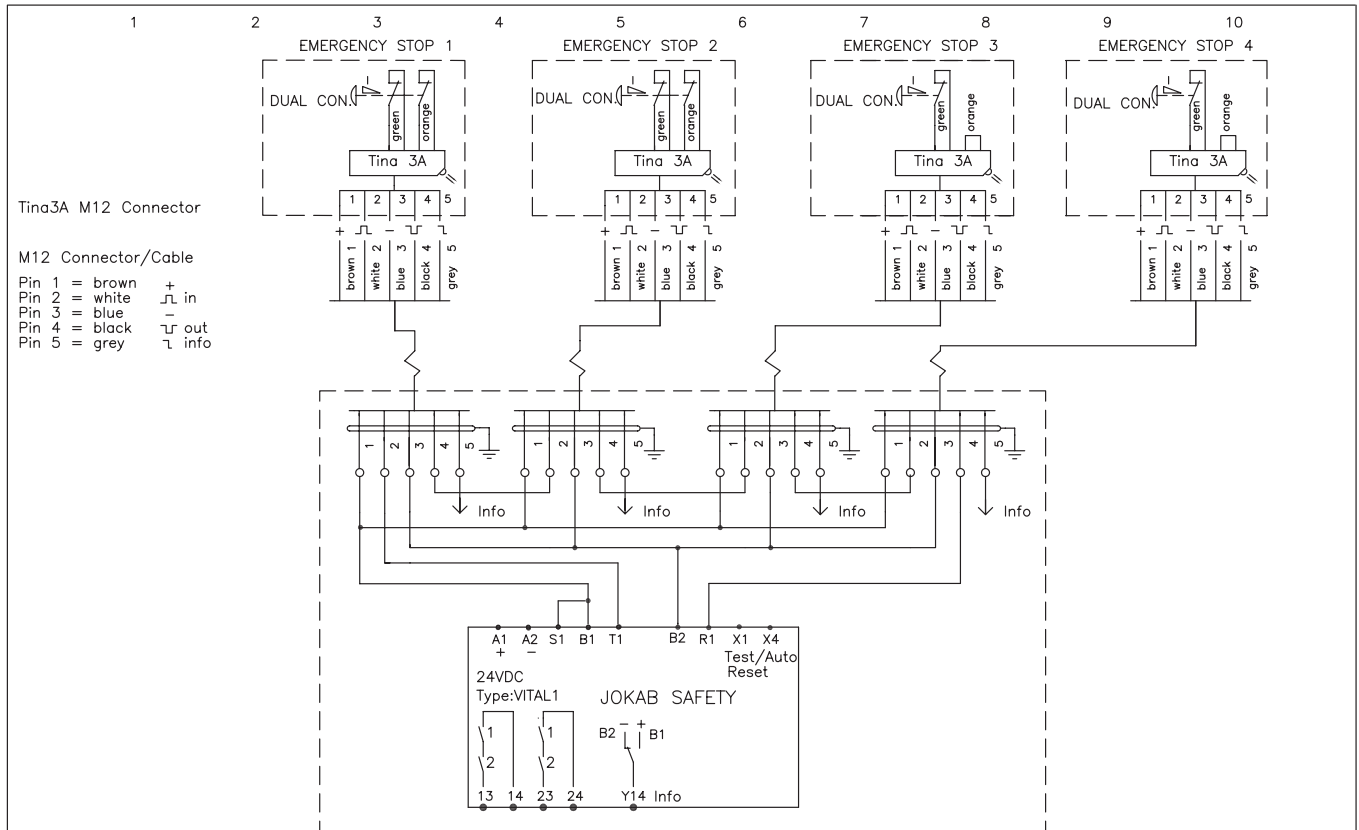 1 2 3 4 5 6 7 8 9 10
EMERGENCY STOP 1 EMERGENCY STOP 2 EMERGENCY STOP 3 EMERGENCY STOP 4
DUAL CON. DUAL CON. DUAL CON. DUAL CON.
green orange green orange green orange green orange
Tina 3A Tina 3A Tina 3A Tina 3A
1 2 3 4 5 1 2 3 4 5 1 2 3 4 5 1 2 3 4 5
+ − + − + − + −
brown 1 white 2 blue 3 black 4 grey 5 brown 1 white 2 blue 3 black 4 grey 5 brown 1 white 2 blue 3 black 4 grey 5 brown 1 white 2 blue 3 black 4 grey 5
Tina3A M12 Connector
M12 Connector/Cable
Pin 1 = brown +
Pin 2 = white in
Pin 3 = blue −
Pin 4 = black out
Pin 5 = grey info
1 2 3 4 5 1 2 3 4 5 1 2 3 4 5 1 2 3 4 5
Info Info Info Info
A1 A2 S1 B1 T1 B2 R1 X1 X4
+ − Test/Auto
Reset
24VDC
Type:VITAL1 JOKAB SAFETY
− +
1 1 B2 B1
2 2
13 14 23 24 Y14 Info